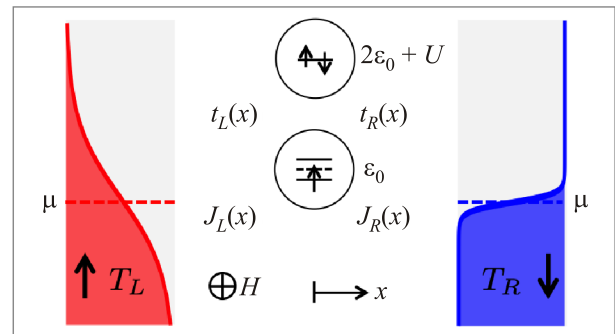 2ε₀ + U
t_L(x) t_R(x)
ε₀
μ μ
J_L(x) J_R(x)
T_L H x T_R